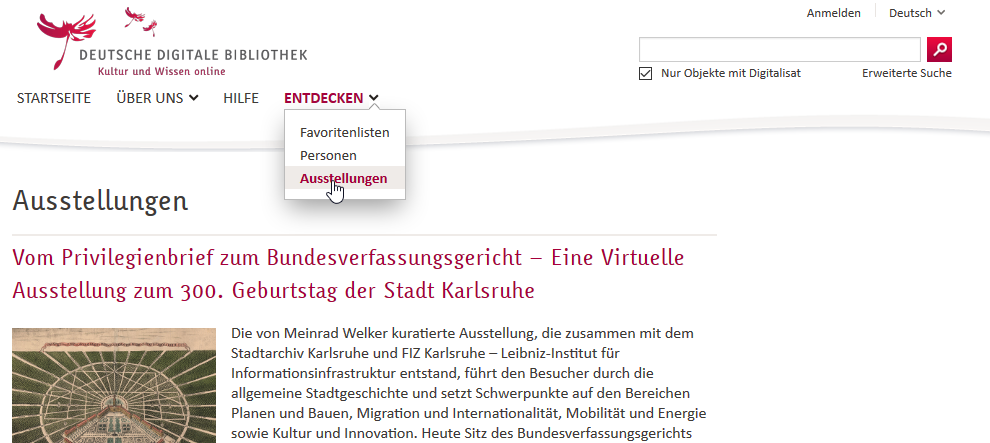 Anmelden Deutsch
DEUTSCHE DIGITALE BIBLIOTHEK
Kultur und Wissen online
Nur Objekte mit Digitalisat Erweiterte Suche
STARTSEITE ÜBER UNS HILFE ENTDECKEN
Favoritenlisten
Personen
Ausstellungen
Ausstellungen
Vom Privilegienbrief zum Bundesverfassungsgericht – Eine Virtuelle
Ausstellung zum 300. Geburtstag der Stadt Karlsruhe
Die von Meinrad Welker kuratierte Ausstellung, die zusammen mit dem
Stadtarchiv Karlsruhe und FIZ Karlsruhe – Leibniz-Institut für
Informationsinfrastruktur entstand, führt den Besucher durch die
allgemeine Stadtgeschichte und setzt Schwerpunkte auf den Bereichen
Planen und Bauen, Migration und Internationalität, Mobilität und Energie
sowie Kultur und Innovation. Heute Sitz des Bundesverfassungsgerichts